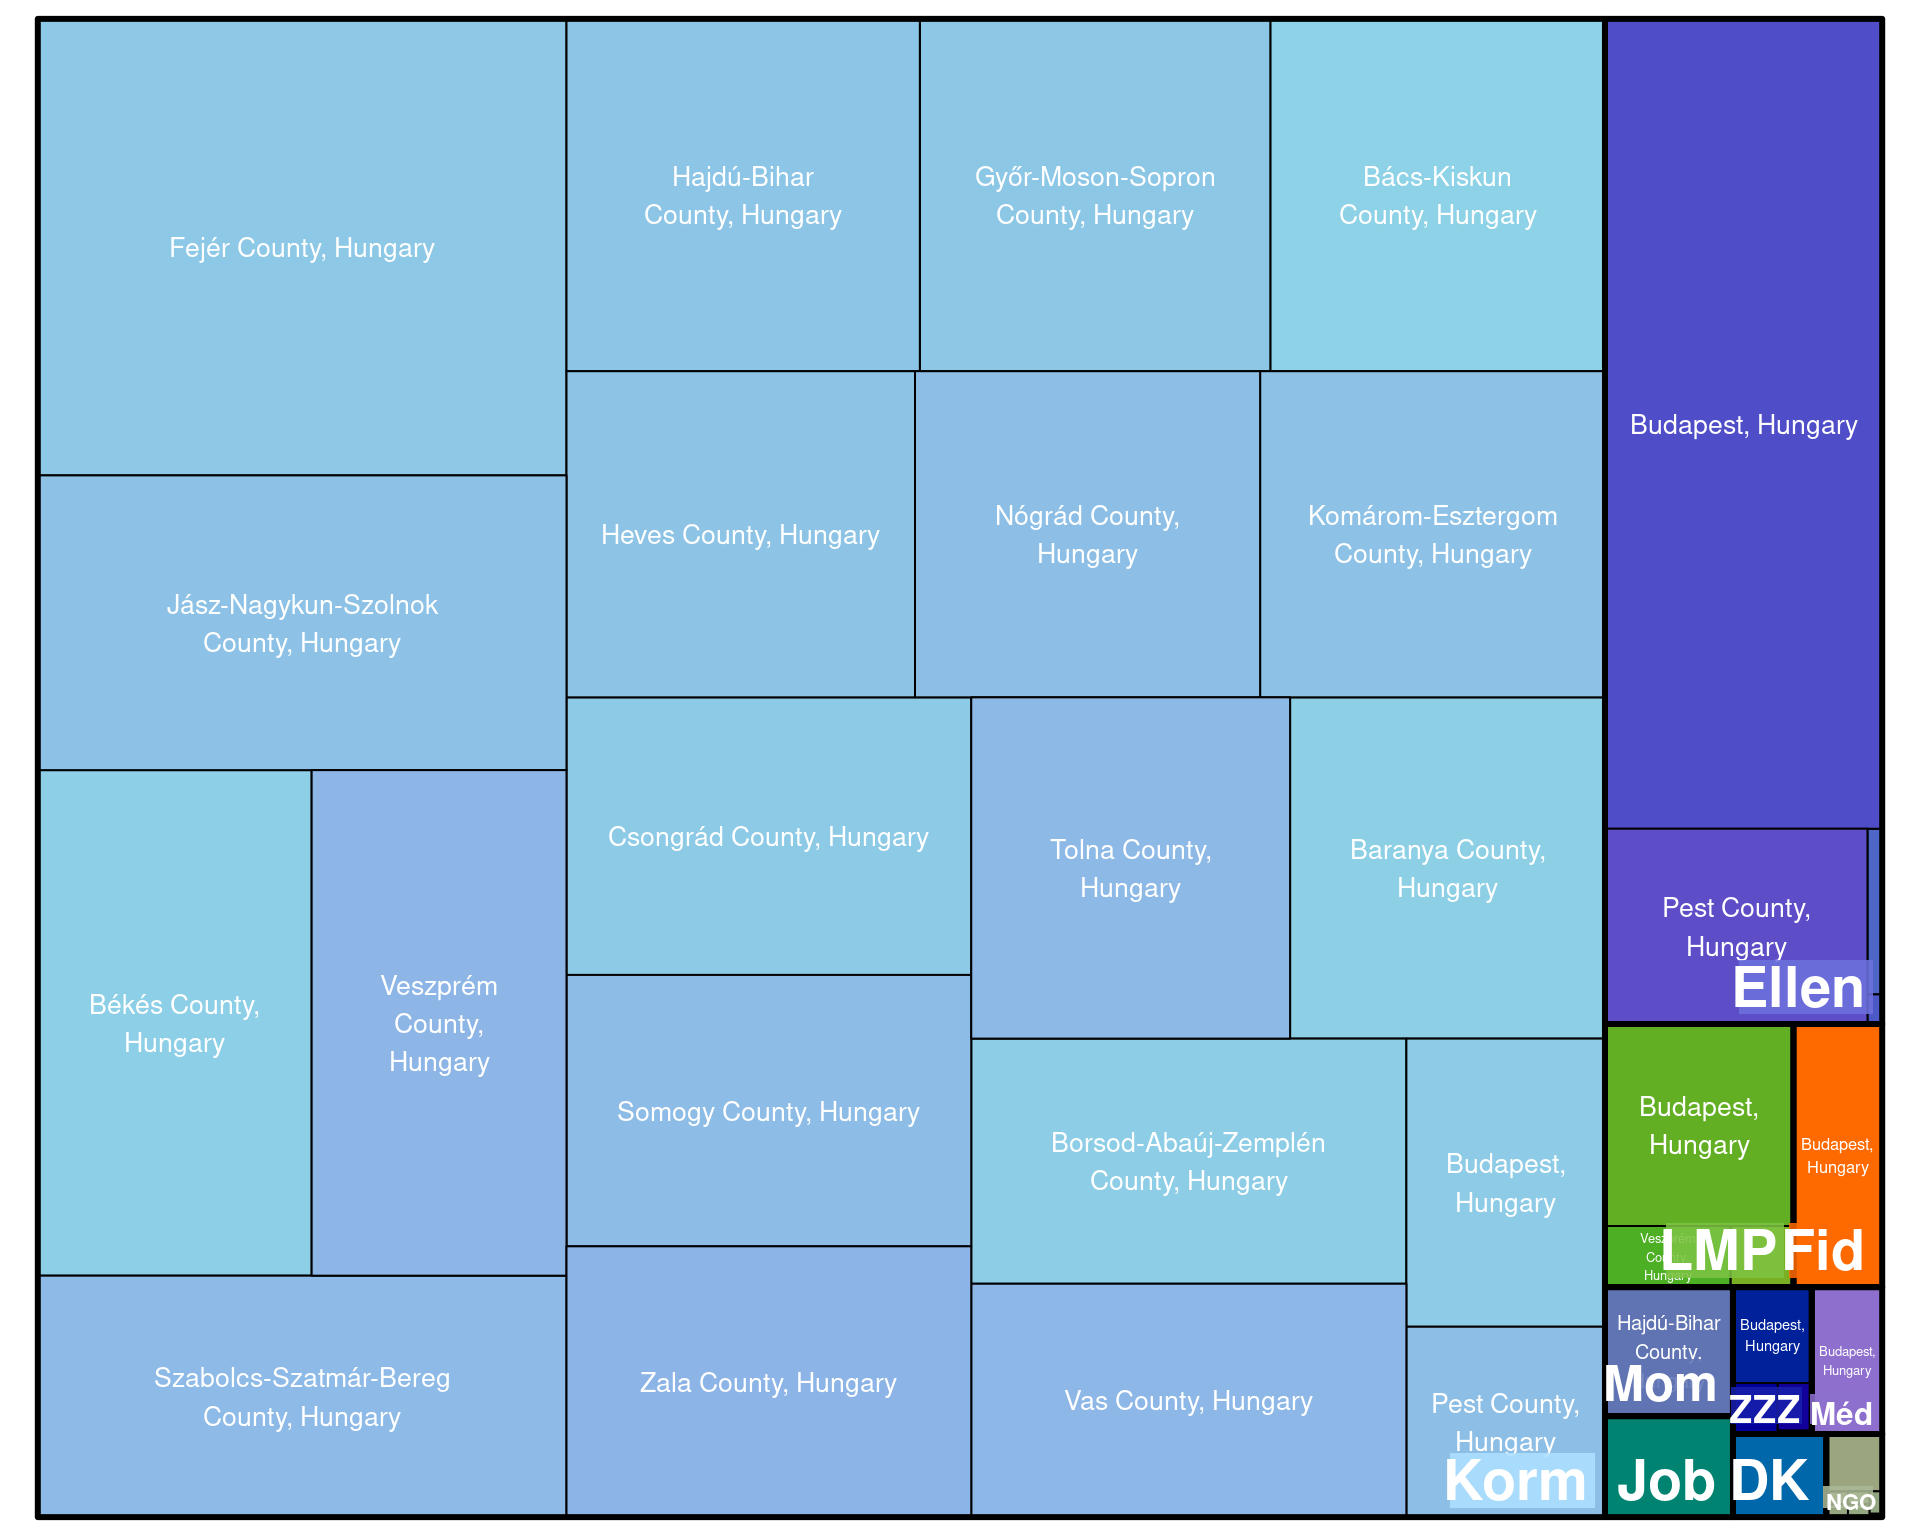 Fejér County, Hungary
Hajdú-Bihar
County, Hungary
Győr-Moson-Sopron
County, Hungary
Bács-Kiskun
County, Hungary
Budapest, Hungary
Jász-Nagykun-Szolnok
County, Hungary
Heves County, Hungary
Nógrád County,
Hungary
Komárom-Esztergom
County, Hungary
Békés County,
Hungary
Veszprém
County,
Hungary
Csongrád County, Hungary
Tolna County,
Hungary
Baranya County,
Hungary
Pest County,
Hungary
Ellen
Somogy County, Hungary
Borsod-Abaúj-Zemplén
County, Hungary
Budapest,
Hungary
Budapest,
Hungary
Budapest,
Hungary
Veszprém
County,
Hungary
LMP
Fid
Szabolcs-Szatmár-Bereg
County, Hungary
Zala County, Hungary
Vas County, Hungary
Pest County,
Hungary
Korm
Hajdú-Bihar
County,
Mom
Budapest,
Hungary
ZZZ
Budapest,
Hungary
Méd
Job
DK
NGO